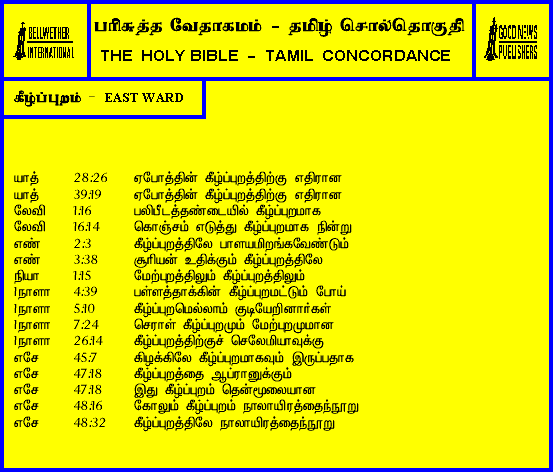 BELLWETHER
INTERNATIONAL
பரிசுத்த வேதாகமம் - தமிழ் சொல்தொகுதி
THE HOLY BIBLE - TAMIL CONCORDANCE
GOOD NEWS
PUBLISHERS
கீழ்ப்புறம் - EAST WARD
யாத் 28:26 ஏபோத்தின் கீழ்ப்புறத்திற்கு எதிரான
யாத் 39:19 ஏபோத்தின் கீழ்ப்புறத்திற்கு எதிரான
லேவி 1:16 பலிபீடத்தண்டையில் கீழ்ப்புறமாக
லேவி 16:14 கொஞ்சம் எடுத்து கீழ்ப்புறமாக நின்று
எண் 2:3 கீழ்ப்புறத்திலே பாளயமிறங்கவேண்டும்
எண் 3:38 சூரியன் உதிக்கும் கீழ்ப்புறத்திலே
நியா 1:15 மேற்புறத்திலும் கீழ்ப்புறத்திலும்
1நாளா 4:39 பள்ளத்தாக்கின் கீழ்ப்புறமட்டும் போய்
1நாளா 5:10 கீழ்ப்புறமெல்லாம் குடியேறினார்கள்
1நாளா 7:24 செராள் கீழ்ப்புறமும் மேற்புறமுமான
1நாளா 26:14 கீழ்ப்புறத்திற்குச் செலேமியாவுக்கு
எசே 45:7 கிழக்கிலே கீழ்ப்புறமாகவும் இருப்பதாக
எசே 47:18 கீழ்ப்புறத்தை ஆப்ரானுக்கும்
எசே 47:18 இது கீழ்ப்புறம் தென்மூலையான
எசே 48:16 கோலும் கீழ்ப்புறம் நாலாயிரத்தைந்நூறு
எசே 48:32 கீழ்ப்புறத்திலே நாலாயிரத்தைந்நூறு